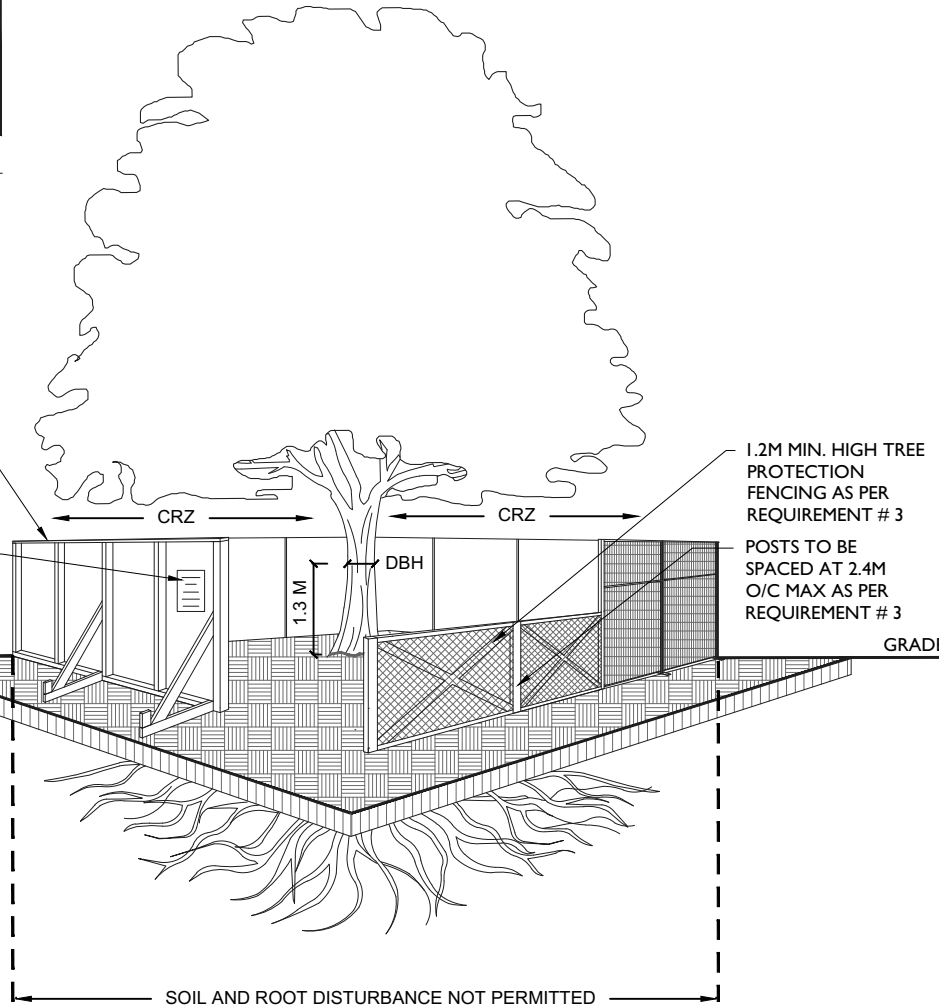 1.2M MIN. HIGH TREE
PROTECTION
FENCING AS PER
REQUIREMENT # 3
CRZ
CRZ
POSTS TO BE
SPACED AT 2.4M
O/C MAX AS PER
REQUIREMENT # 3
DBH
1.3 M
GRADE
SOIL AND ROOT DISTURBANCE NOT PERMITTED